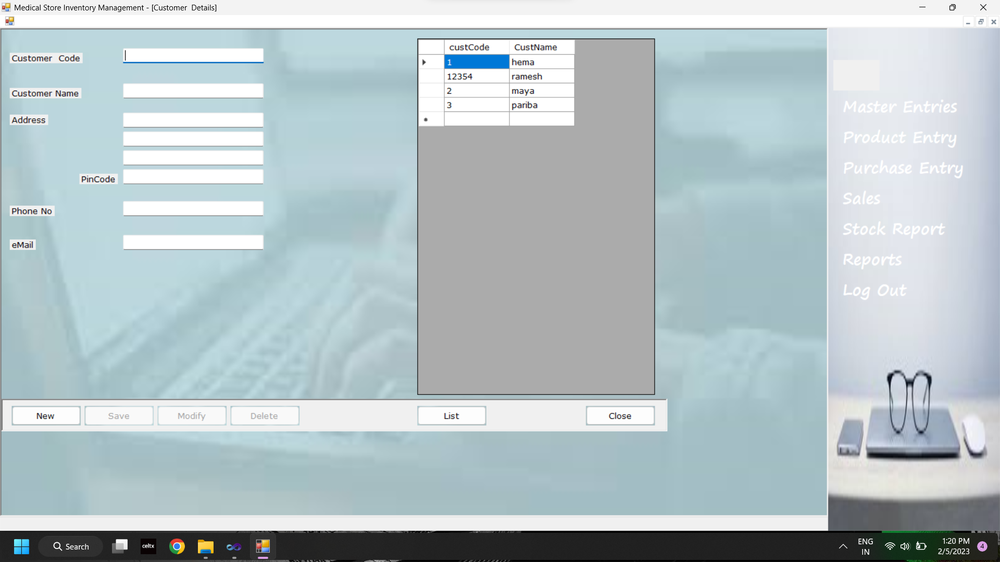 Medical Store Inventory Management - [Customer  Details]
Customer  Code
Customer Name
Address
PinCode
Phone No
eMail
custCode CustName
1 hema
12354 ramesh
2 maya
3 pariba
New Save Modify Delete List Close
Master Entries
Product Entry
Purchase Entry
Sales
Stock Report
Reports
Log Out
Search
celtx
ENG
IN
1:20 PM
2/5/2023
4